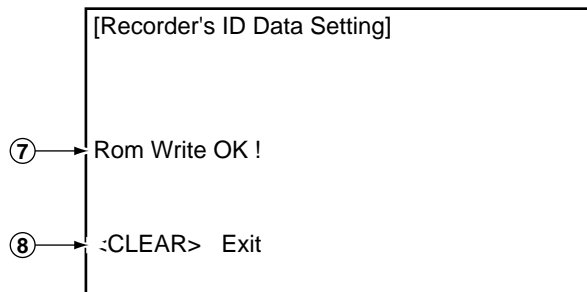 [Recorder's ID Data Setting]
7 Rom Write OK !
8 <CLEAR> Exit